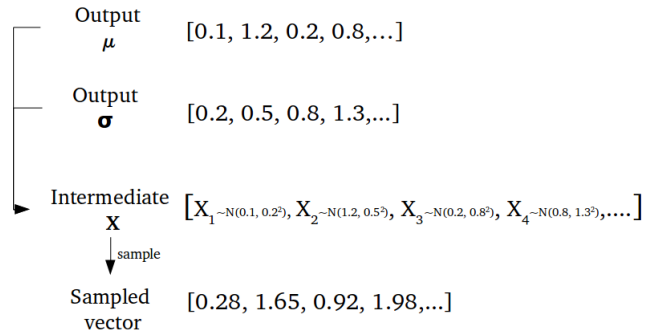 Output
μ
[0.1, 1.2, 0.2, 0.8,...]
Output
σ
[0.2, 0.5, 0.8, 1.3,...]
Intermediate
X
[X₁~N(0.1, 0.2²), X₂~N(1.2, 0.5²), X₃~N(0.2, 0.8²), X₄~N(0.8, 1.3²),....]
sample
Sampled
vector
[0.28, 1.65, 0.92, 1.98,...]